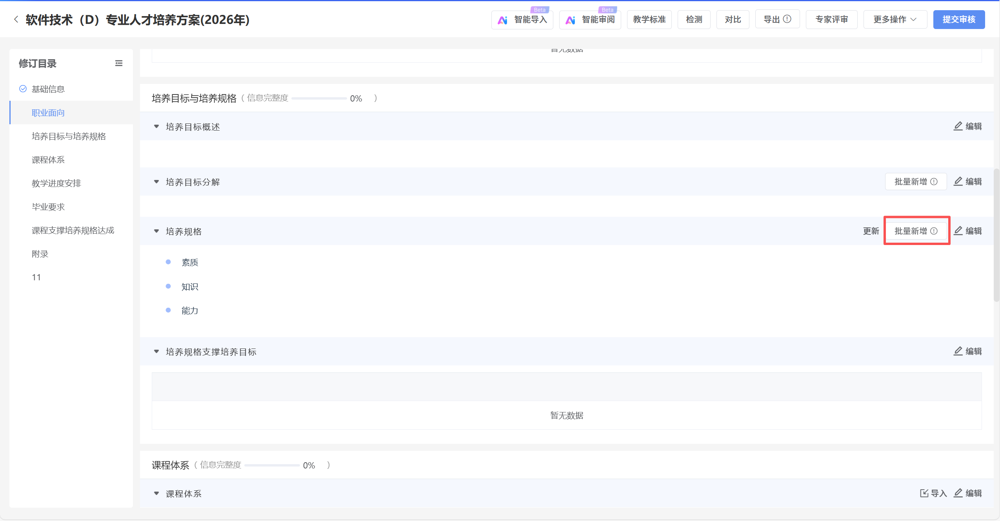 软件技术（D）专业人才培养方案(2026年)
Beta
智能导入
Beta
智能审阅
教学标准
检测
对比
导出
专家评审
更多操作
提交审核
修订目录
基础信息
职业面向
培养目标与培养规格
课程体系
教学进度安排
毕业要求
课程支撑培养规格达成
附录
11
暂无数据
培养目标与培养规格（ 信息完整度 0% ）
培养目标概述
编辑
培养目标分解
批量新增
编辑
培养规格
更新
批量新增
编辑
素质
知识
能力
培养规格支撑培养目标
编辑
暂无数据
课程体系（ 信息完整度 0% ）
课程体系
导入
编辑